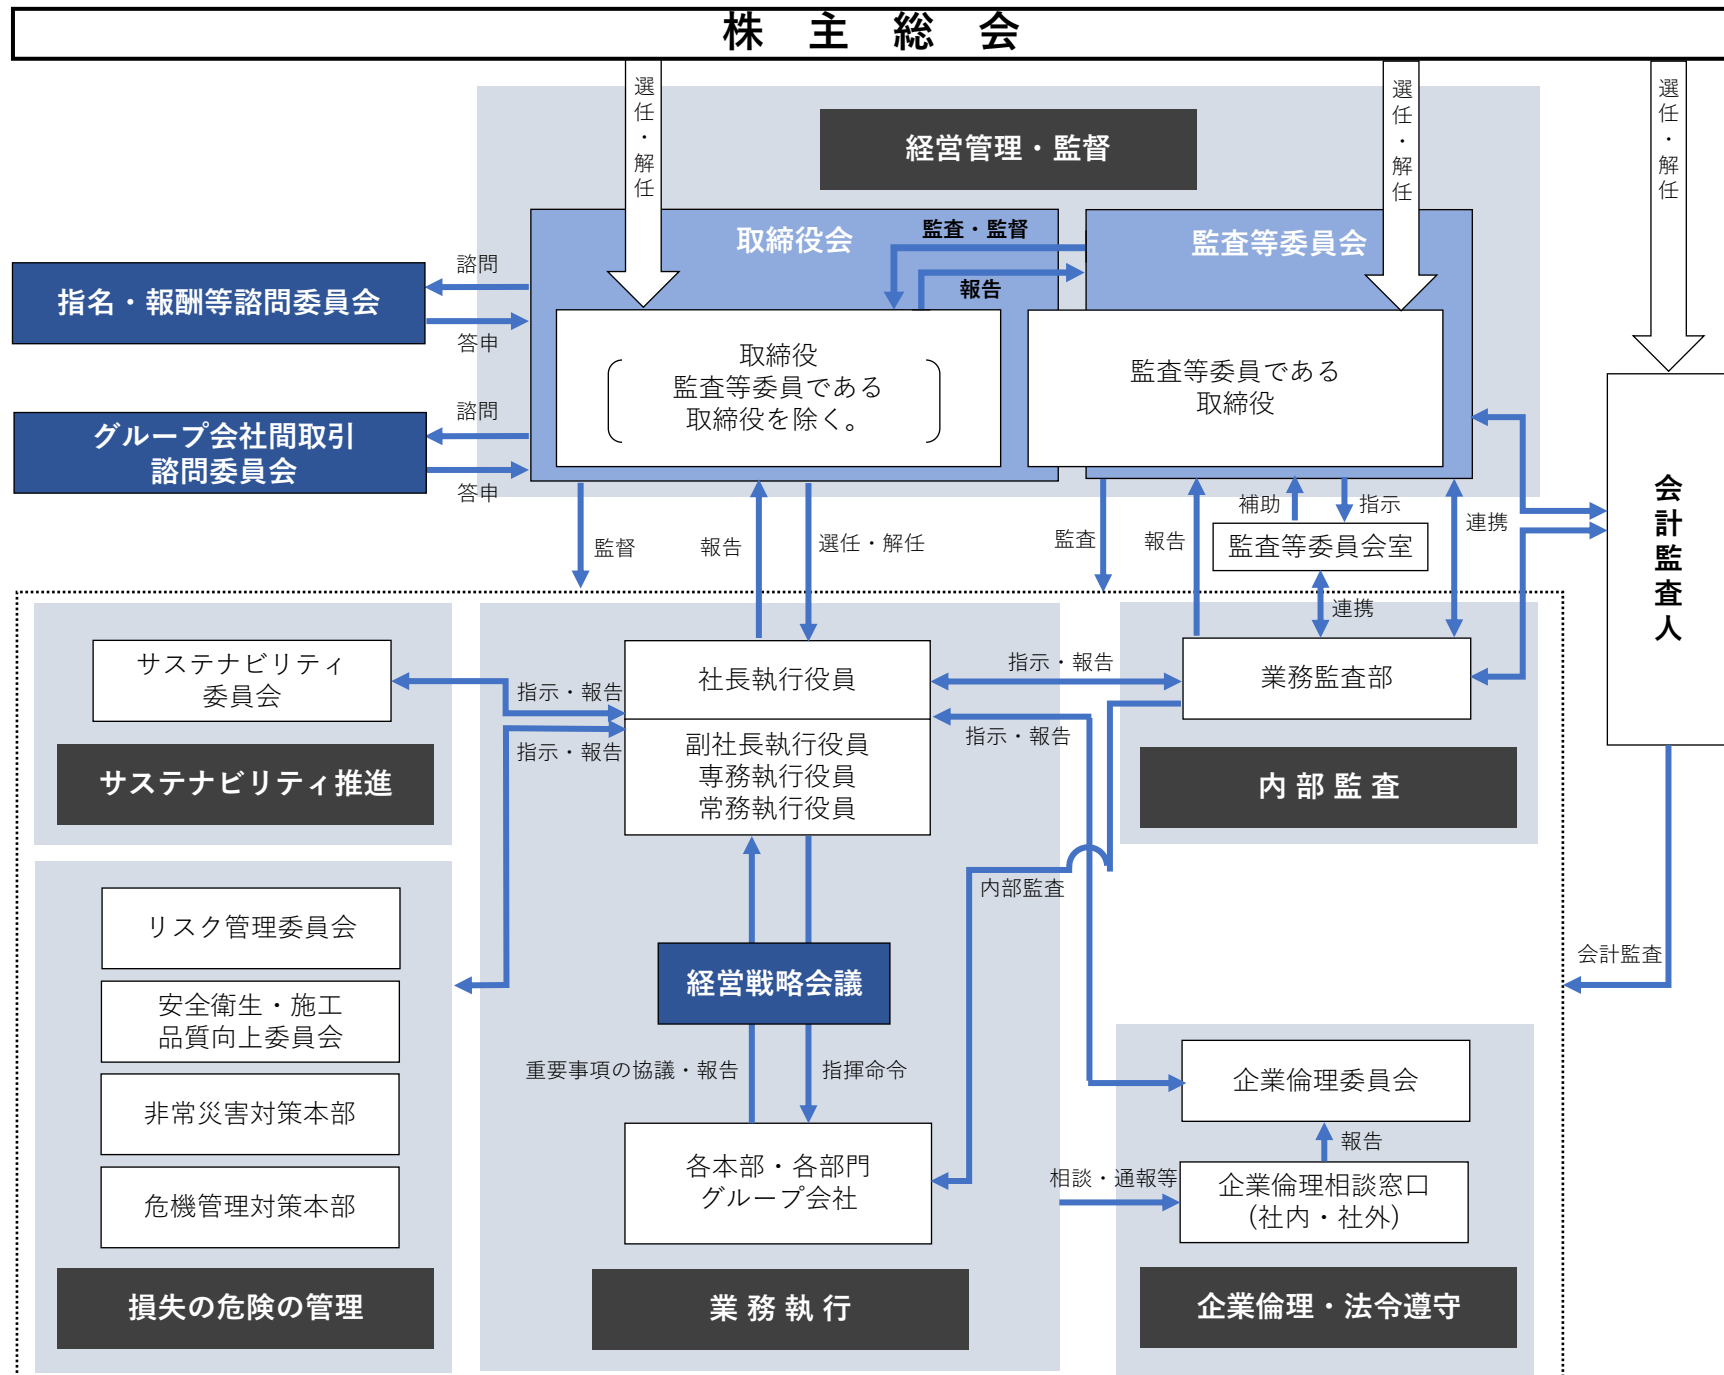 株 主 総 会
選任・解任
選任・解任
選任・解任
経営管理・監督
取締役会
監査・監督
報告
監査等委員会
指名・報酬等諮問委員会
諮問
答申
取締役
監査等委員である
取締役を除く。
監査等委員である
取締役
グループ会社間取引
諮問委員会
諮問
答申
会計監査人
監督
報告
選任・解任
監査
報告
補助
指示
連携
監査等委員会室
連携
サステナビリティ
委員会
指示・報告
指示・報告
サステナビリティ推進
社長執行役員
副社長執行役員
専務執行役員
常務執行役員
指示・報告
指示・報告
業務監査部
内 部 監 査
内部監査
会計監査
リスク管理委員会
安全衛生・施工
品質向上委員会
非常災害対策本部
危機管理対策本部
損失の危険の管理
経営戦略会議
重要事項の協議・報告
指揮命令
各本部・各部門
グループ会社
業 務 執 行
企業倫理委員会
報告
相談・通報等
企業倫理相談窓口
(社内・社外)
企業倫理・法令遵守